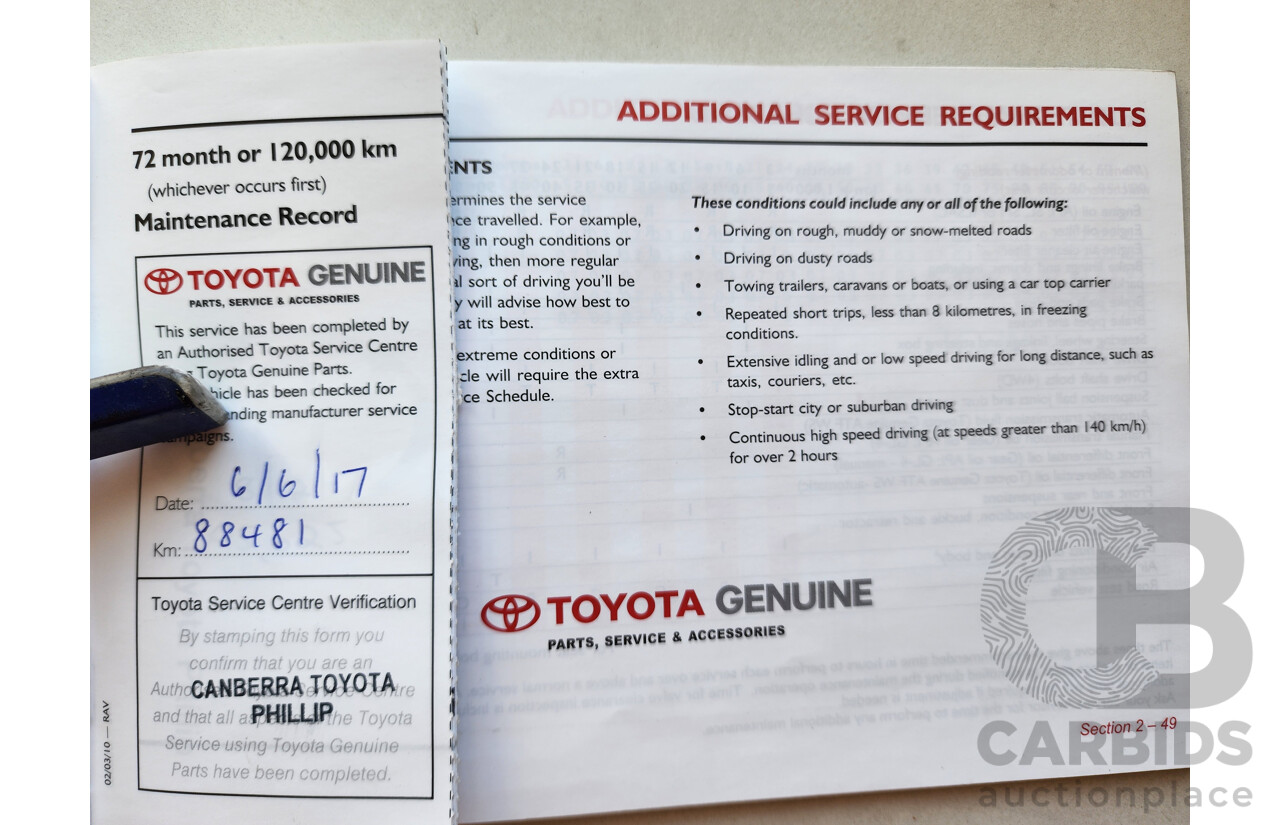 72 month or 120,000 km
(whichever occurs first)
Maintenance Record
TOYOTA GENUINE
PARTS, SERVICE & ACCESSORIES
This service has been completed by
an Authorised Toyota Service Centre
Toyota Genuine Parts.
hicle has been checked for
nding manufacturer service
mpaigns.
Date: 6/6/17
Km: 88481
Toyota Service Centre Verification
By stamping this form you
confirm that you are an
Authorised Toyota Service Centre
and that all aspects of the Toyota
Service using Toyota Genuine
Parts have been completed.
CANBERRA TOYOTA
PHILLIP
02/03/10 — RAV
ADDITIONAL SERVICE REQUIREMENTS
NTS
ermines the service
ce travelled. For example,
ng in rough conditions or
ving, then more regular
al sort of driving you'll be
y will advise how best to
at its best.
extreme conditions or
cle will require the extra
ce Schedule.
These conditions could include any or all of the following:
• Driving on rough, muddy or snow-melted roads
• Driving on dusty roads
• Towing trailers, caravans or boats, or using a car top carrier
• Repeated short trips, less than 8 kilometres, in freezing
conditions.
• Extensive idling and or low speed driving for long distance, such as
taxis, couriers, etc.
• Stop-start city or suburban driving
• Continuous high speed driving (at speeds greater than 140 km/h)
for over 2 hours
TOYOTA GENUINE
PARTS, SERVICE & ACCESSORIES
Section 2 – 49
CB
CARBIDS
auctionplace